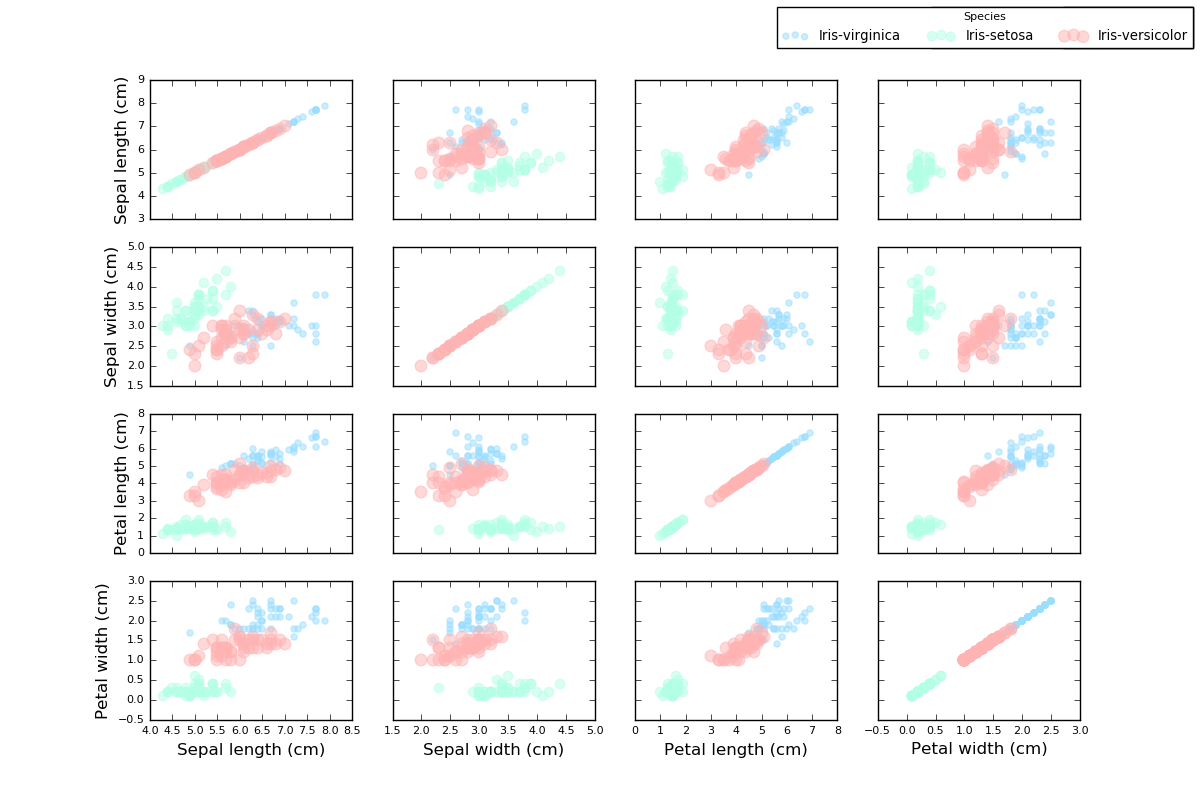 Species
Iris-virginica Iris-setosa Iris-versicolor
Sepal length (cm)
9
8
7
6
5
4
3
Sepal width (cm)
5.0
4.5
4.0
3.5
3.0
2.5
2.0
1.5
Petal length (cm)
8
7
6
5
4
3
2
1
0
Petal width (cm)
3.0
2.5
2.0
1.5
1.0
0.5
0.0
−0.5
4.0 4.5 5.0 5.5 6.0 6.5 7.0 7.5 8.0 8.5
1.5 2.0 2.5 3.0 3.5 4.0 4.5 5.0
0 1 2 3 4 5 6 7 8
−0.5 0.0 0.5 1.0 1.5 2.0 2.5 3.0
Sepal length (cm) Sepal width (cm) Petal length (cm) Petal width (cm)